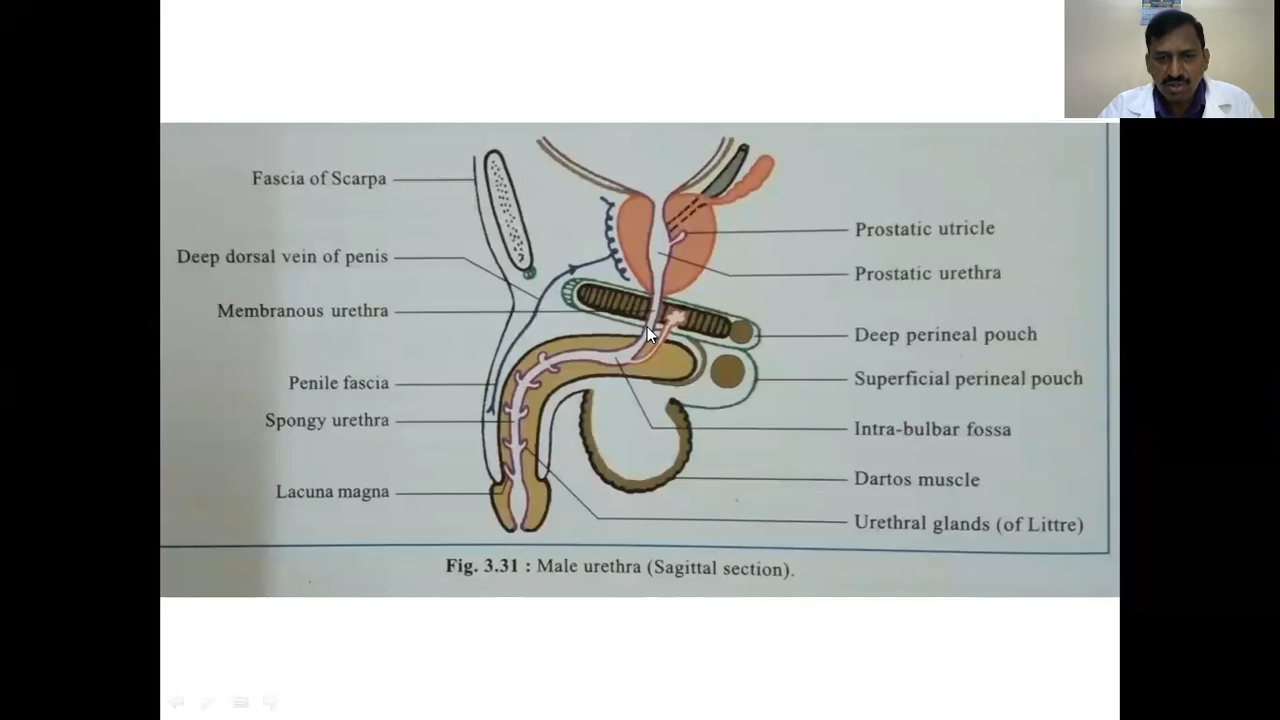 Fascia of Scarpa
Deep dorsal vein of penis
Membranous urethra
Penile fascia
Spongy urethra
Lacuna magna
Prostatic utricle
Prostatic urethra
Deep perineal pouch
Superficial perineal pouch
Intra-bulbar fossa
Dartos muscle
Urethral glands (of Littre)
Fig. 3.31 : Male urethra (Sagittal section).